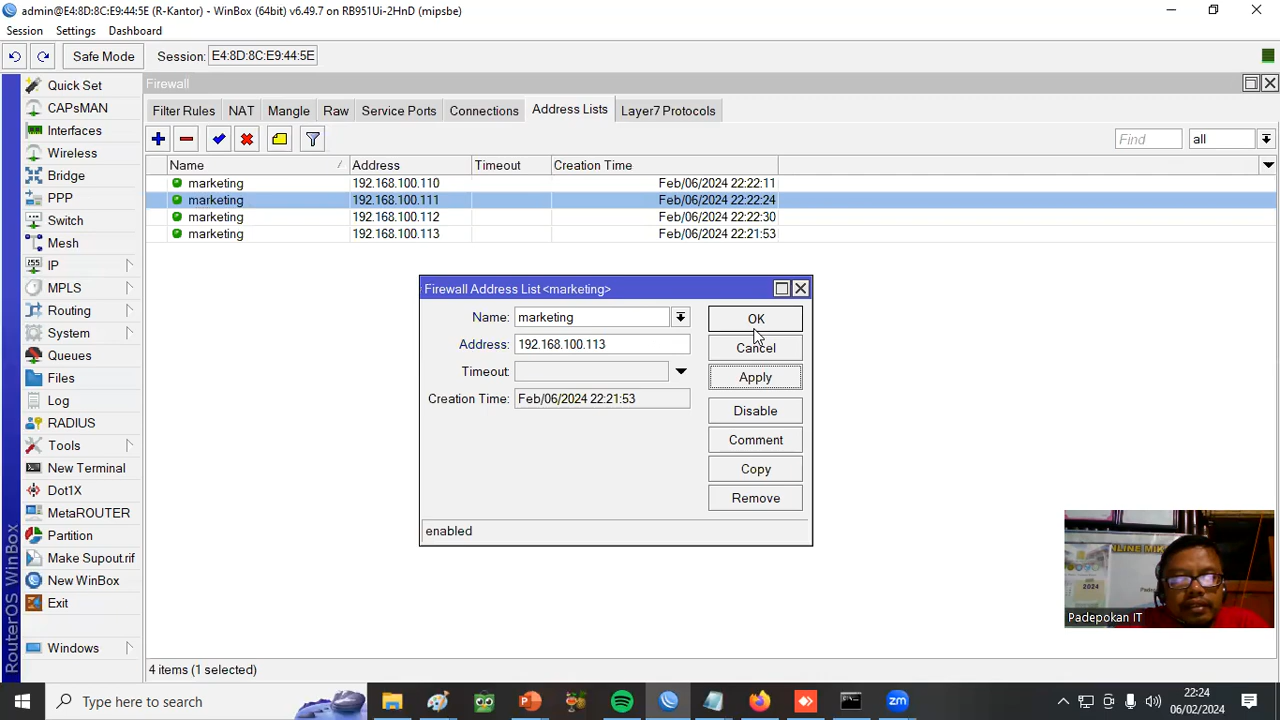 admin@E4:8D:8C:E9:44:5E (R-Kantor) - WinBox (64bit) v6.49.7 on RB951Ui-2HnD (mipsbe)
Session Settings Dashboard
Safe Mode Session: E4:8D:8C:E9:44:5E
Quick Set
CAPsMAN
Interfaces
Wireless
Bridge
PPP
Switch
Mesh
IP
MPLS
Routing
System
Queues
Files
Log
RADIUS
Tools
New Terminal
Dot1X
MetaROUTER
Partition
Make Supout.rif
New WinBox
Exit
Windows
RouterOS WinBox
Firewall
Filter Rules NAT Mangle Raw Service Ports Connections Address Lists Layer7 Protocols
Find all
Name Address Timeout Creation Time
marketing 192.168.100.110 Feb/06/2024 22:22:11
marketing 192.168.100.111 Feb/06/2024 22:22:24
marketing 192.168.100.112 Feb/06/2024 22:22:30
marketing 192.168.100.113 Feb/06/2024 22:21:53
Firewall Address List <marketing>
Name: marketing
Address: 192.168.100.113
Timeout:
Creation Time: Feb/06/2024 22:21:53
OK
Cancel
Apply
Disable
Comment
Copy
Remove
enabled
2024
Padepokan IT
4 items (1 selected)
Type here to search
zm
22:24
06/02/2024